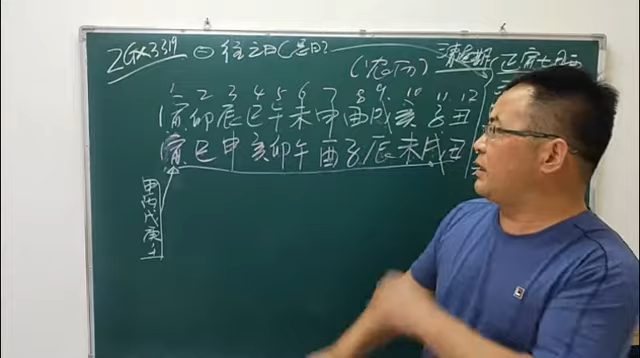 ZGX3319 ㊀ 往亡日(忌日)
(农历)
1 2 3 4 5 6 7 8 9 10 11 12
寅卯辰巳午未申酉戌亥子丑
寅巳申亥卯午酉子辰未戌丑
甲丙戊庚壬